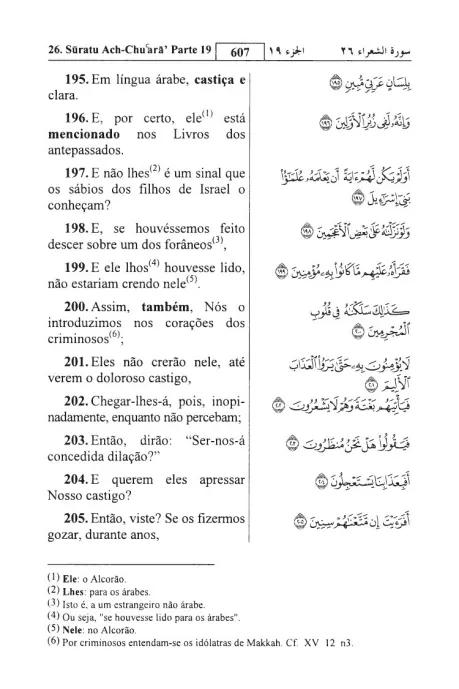 26. Sūratu Ach-Chuʿarāʾ Parte 19 607 الجزء ١٩ سورة الشعراء ٢٦
195. Em língua árabe, castiça e
clara.
بِلِسَانٍ عَرَبِيٍّ مُّبِينٍ ١٩٥
196. E, por certo, ele(1) está
mencionado nos Livros dos
antepassados.
وَإِنَّهُ لَفِي زُبُرِ الْأَوَّلِينَ ١٩٦
197. E não lhes(2) é um sinal que
os sábios dos filhos de Israel o
conheçam?
أَوَلَمْ يَكُن لَّهُمْ ءَايَةً أَن يَعْلَمَهُ عُلَمَٰٓؤُا۟
بَنِىٓ إِسْرَٰٓءِيلَ ١٩٧
198. E, se houvéssemos feito
descer sobre um dos forâneos(3),
وَلَوْ نَزَّلْنَٰهُ عَلَىٰ بَعْضِ الْأَعْجَمِينَ ١٩٨
199. E ele lhos(4) houvesse lido,
não estariam crendo nele(5).
فَقَرَأَهُ عَلَيْهِم مَّا كَانُوا۟ بِهِ مُؤْمِنِينَ ١٩٩
200. Assim, também, Nós o
introduzimos nos corações dos
criminosos(6);
كَذَٰلِكَ سَلَكْنَٰهُ فِى قُلُوبِ
الْمُجْرِمِينَ ٢٠٠
201. Eles não crerão nele, até
verem o doloroso castigo,
لَا يُؤْمِنُونَ بِهِ حَتَّىٰ يَرَوُا۟ الْعَذَابَ
الْأَلِيمَ ٢٠١
202. Chegar-lhes-á, pois, inopi-
nadamente, enquanto não percebam;
فَيَأْتِيَهُم بَغْتَةً وَهُمْ لَا يَشْعُرُونَ ٢٠٢
203. Então, dirão: “Ser-nos-á
concedida dilação?”
فَيَقُولُوا۟ هَلْ نَحْنُ مُنظَرُونَ ٢٠٣
204. E querem eles apressar
Nosso castigo?
أَفَبِعَذَابِنَا يَسْتَعْجِلُونَ ٢٠٤
205. Então, viste? Se os fizermos
gozar, durante anos,
أَفَرَءَيْتَ إِن مَّتَّعْنَٰهُمْ سِنِينَ ٢٠٥
(1) Ele: o Alcorão.
(2) Lhes: para os árabes.
(3) Isto é, a um estrangeiro não árabe.
(4) Ou seja, "se houvesse lido para os árabes".
(5) Nele: no Alcorão.
(6) Por criminosos entendam-se os idólatras de Makkah. Cf. XV 12 n3.